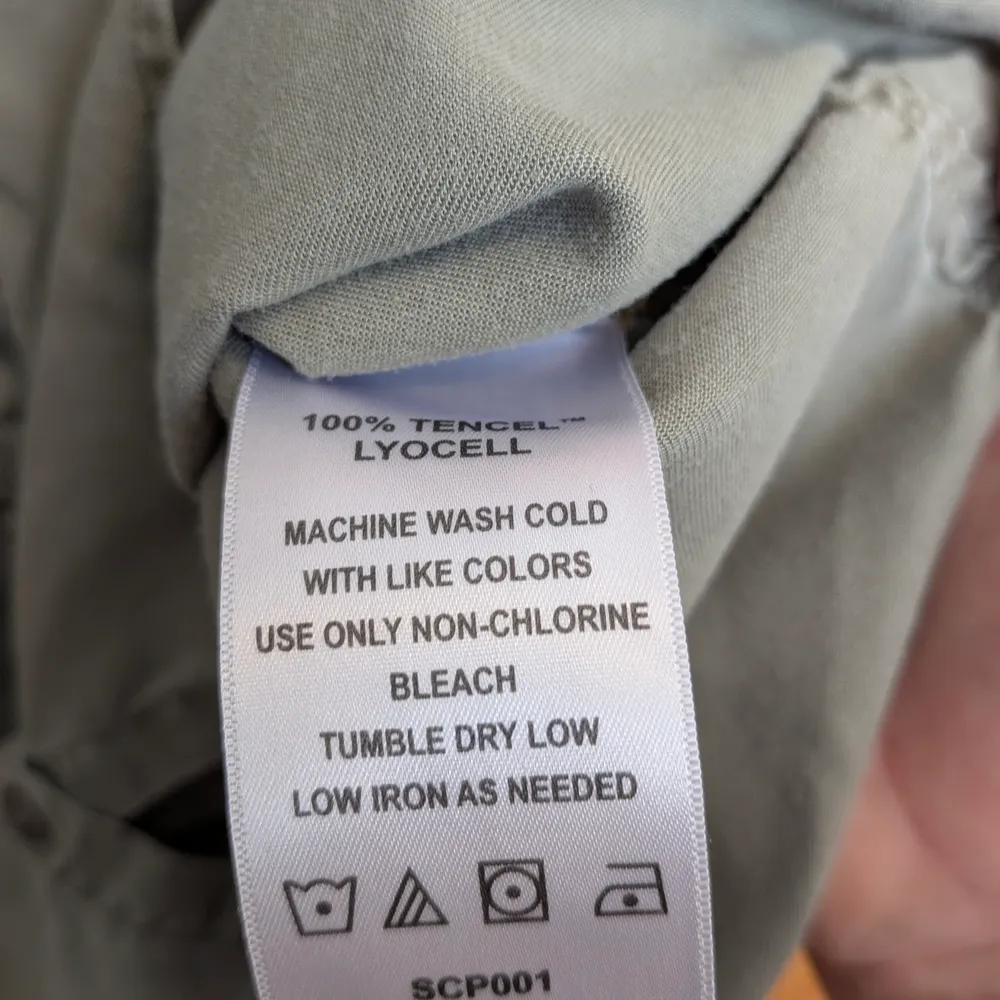 100% TENCEL™
LYOCELL
MACHINE WASH COLD
WITH LIKE COLORS
USE ONLY NON-CHLORINE
BLEACH
TUMBLE DRY LOW
LOW IRON AS NEEDED
SCP001